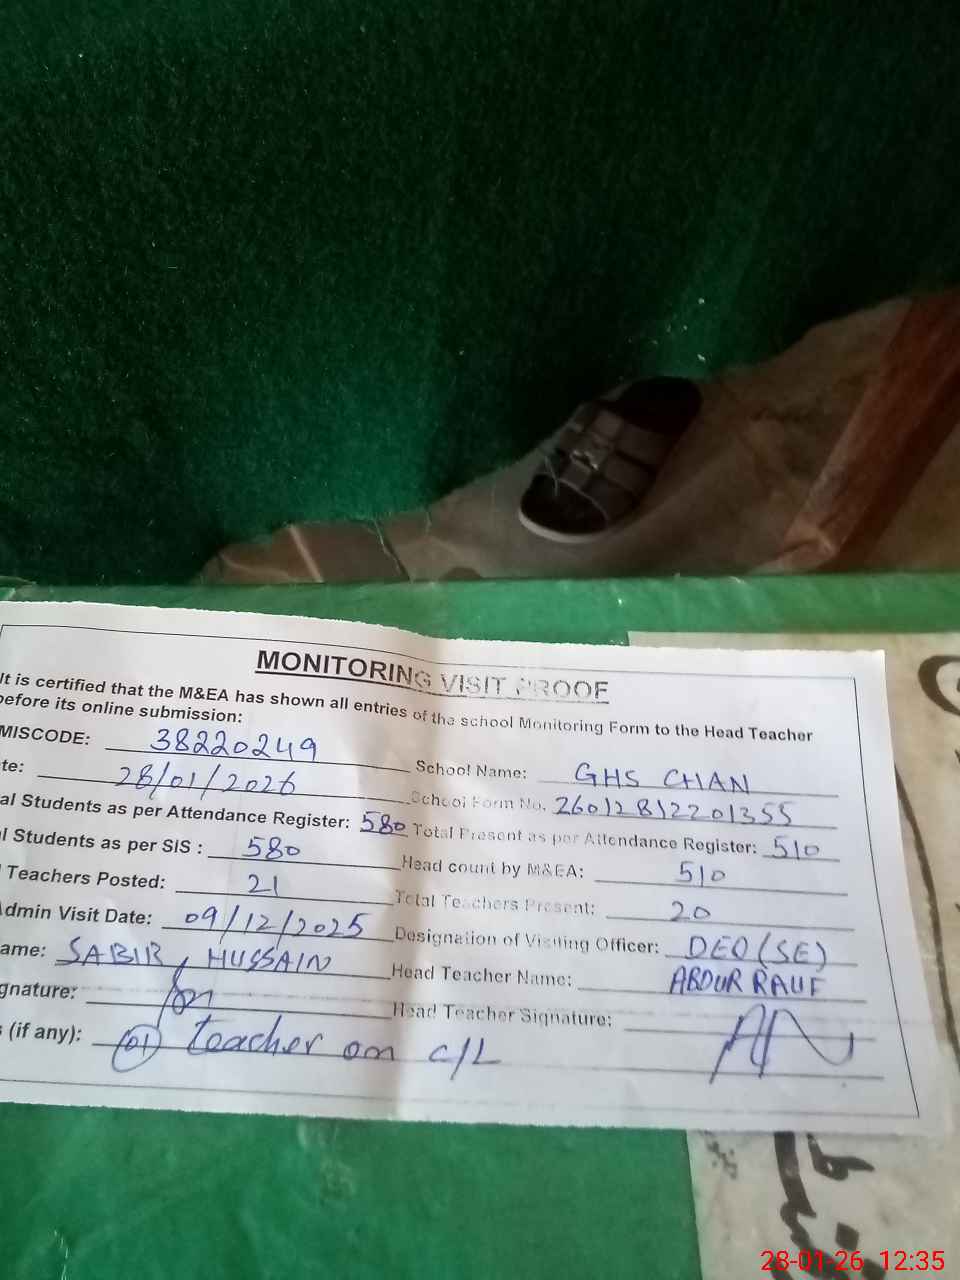 MONITORING VISIT PROOF
It is certified that the M&EA has shown all entries of the school Monitoring Form to the Head Teacher
before its online submission:
MISCODE: 38220249 School Name: GHS CHAN
te: 28/01/2026 School Form No. 260128122201355
al Students as per Attendance Register: 580 Total Present as per Attendance Register: 510
l Students as per SIS : 580 Head count by M&EA: 510
Teachers Posted: 21 Total Teachers Present: 20
Admin Visit Date: 09/12/2025 Designation of Visiting Officer: DEO (SE)
ame: SABIR HUSSAIN Head Teacher Name: ABDUR RAUF
gnature: Head Teacher Signature:
s (if any): 01 teacher on c/L
28-01-26 12:35